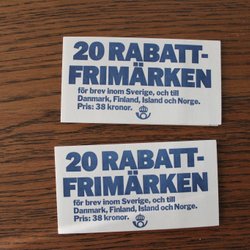 20 RABATT-
FRIMÄRKEN
för brev inom Sverige, och till
Danmark, Finland, Island och Norge.
Pris: 38 kronor.
20 RABATT-
FRIMÄRKEN
för brev inom Sverige, och till
Danmark, Finland, Island och Norge.
Pris: 38 kronor.